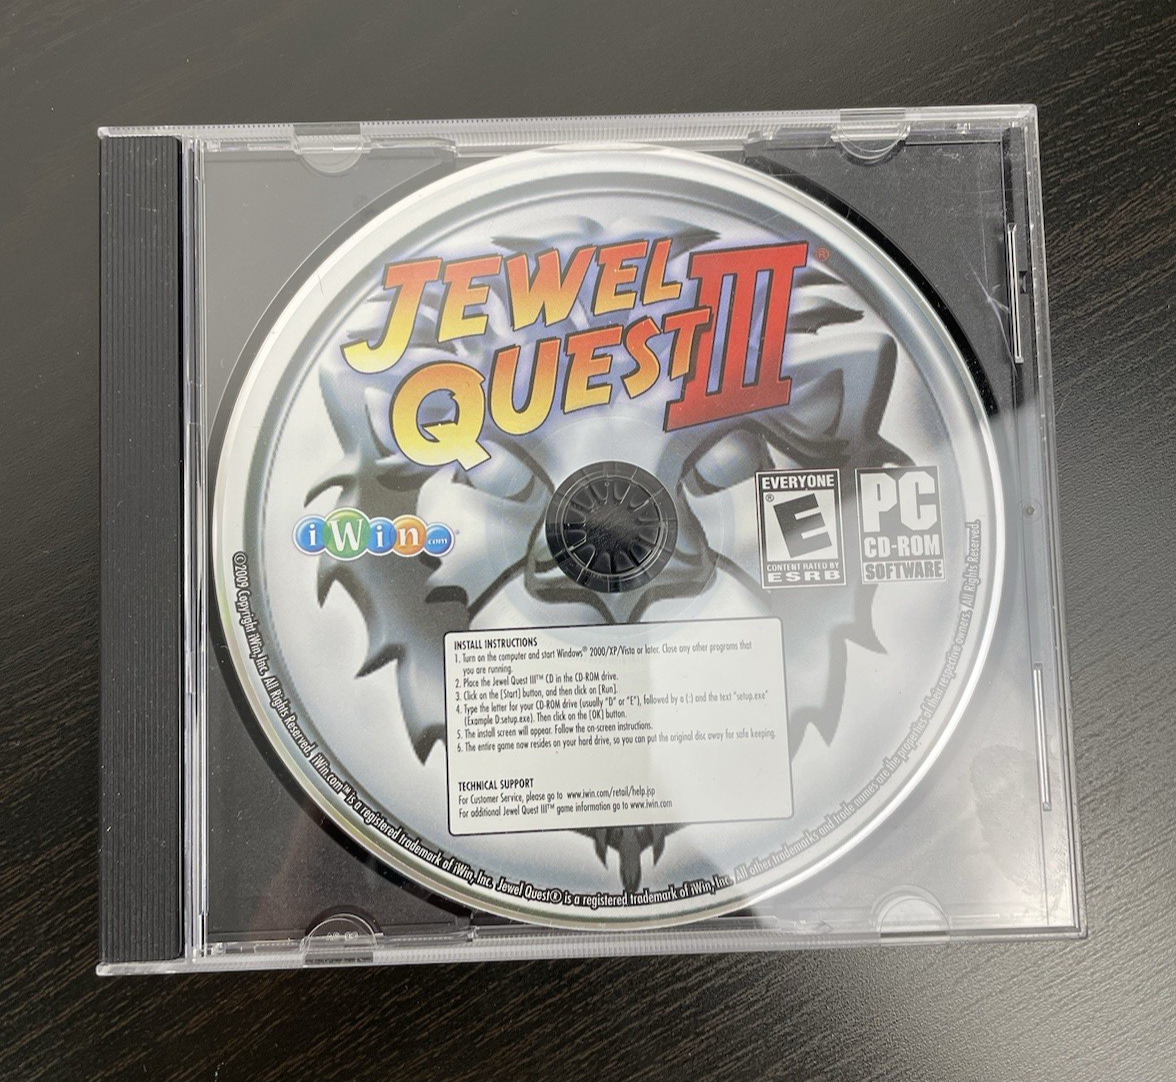 JEWEL
QUEST III®
iWin.com®
EVERYONE
E®
CONTENT RATED BY
ESRB
PC
CD-ROM
SOFTWARE
INSTALL INSTRUCTIONS
1. Turn on the computer and start Windows® 2000/XP/Vista or later. Close any other programs that
you are running.
2. Place the Jewel Quest III™ CD in the CD-ROM drive.
3. Click on the [Start] button, and then click on [Run].
4. Type the letter for your CD-ROM drive (usually "D" or "E"), followed by a (:) and the text "setup.exe"
(Example D:setup.exe). Then click on the [OK] button.
5. The install screen will appear. Follow the on-screen instructions.
6. The entire game now resides on your hard drive, so you can put the original disc away for safe keeping.
TECHNICAL SUPPORT
For Customer Service, please go to www.iwin.com/retail/help.jsp
For additional Jewel Quest III™ game information go to www.iwin.com
©2009 Copyright iWin, Inc. All Rights Reserved. iWin.com™ is a registered trademark of iWin, Inc. Jewel Quest® is a registered trademark of iWin, Inc. All other trademarks and trade names are the properties of their respective owners. All Rights Reserved.